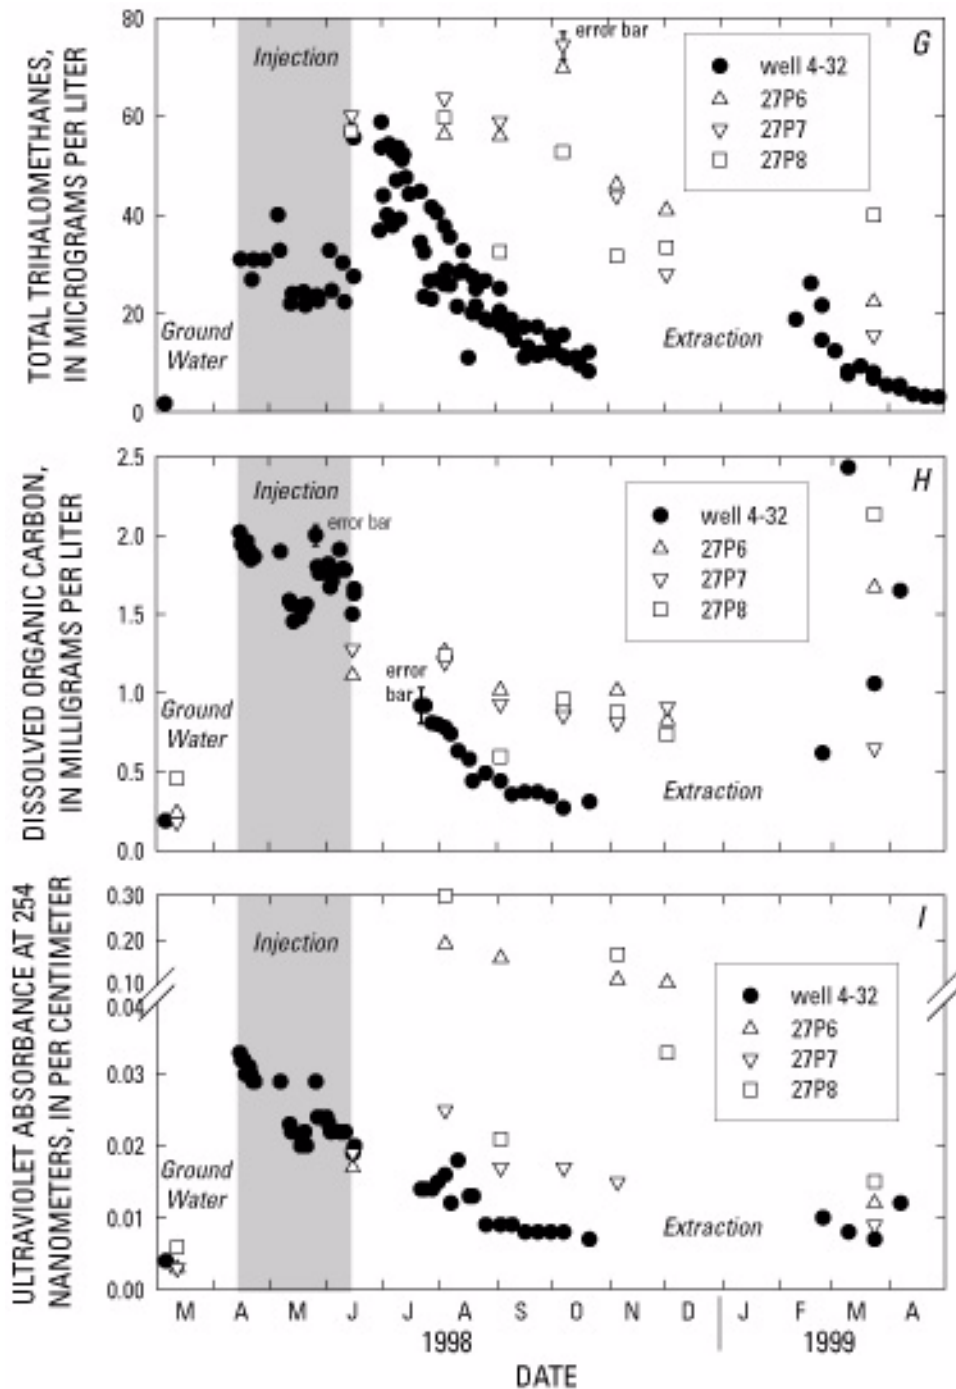 TOTAL TRIHALOMETHANES,
IN MICROGRAMS PER LITER
80
60
40
20
0
Injection
error bar
G
well 4-32
27P6
27P7
27P8
Ground
Water
Extraction
DISSOLVED ORGANIC CARBON,
IN MILLIGRAMS PER LITER
2.5
2.0
1.5
1.0
0.5
0.0
Injection
error bar
H
well 4-32
27P6
27P7
27P8
error
bar
Ground
Water
Extraction
ULTRAVIOLET ABSORBANCE AT 254
NANOMETERS, IN PER CENTIMETER
0.30
0.20
0.10
0.04
0.03
0.02
0.01
0.00
Injection
I
well 4-32
27P6
27P7
27P8
Ground
Water
Extraction
M A M J J A S O N D J F M A
1998 1999
DATE